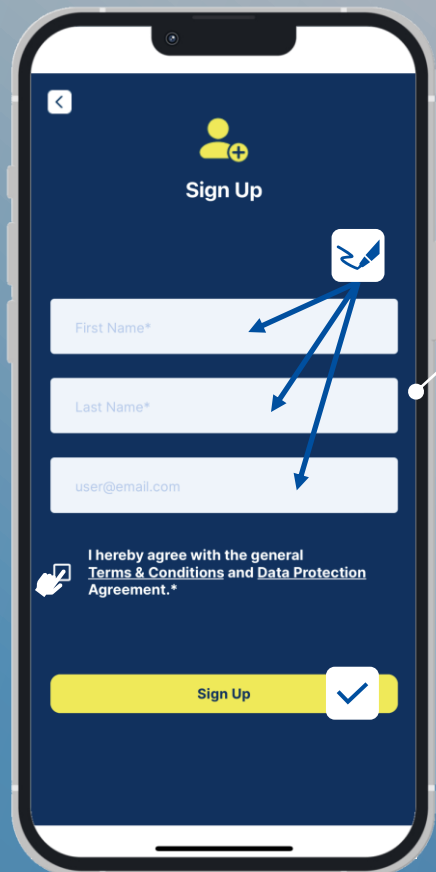 Sign Up
First Name*
Last Name*
user@email.com
I hereby agree with the general
Terms & Conditions and Data Protection
Agreement.*
Sign Up